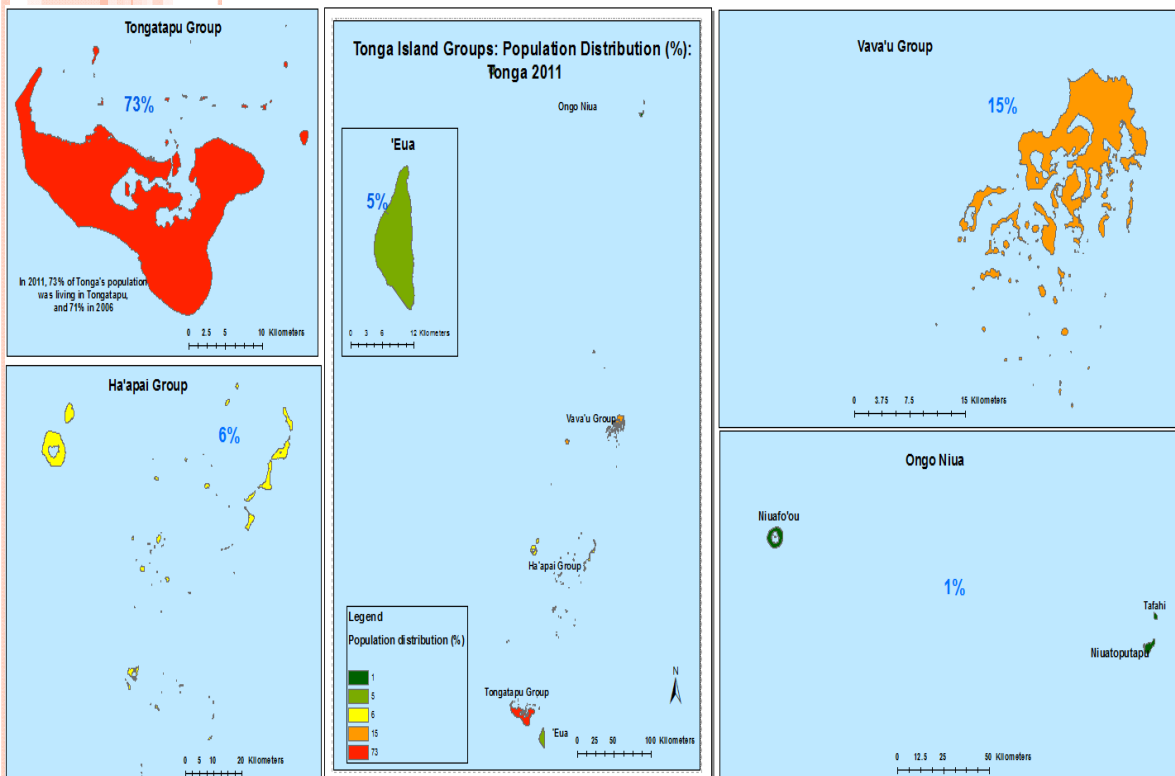 Tongatapu Group
73%
In 2011, 73% of Tonga's population
was living in Tongatapu,
and 71% in 2006
0 2.5 5 10 Kilometers
Ha'apai Group
6%
0 5 10 20 Kilometers
Tonga Island Groups: Population Distribution (%):
Tonga 2011
Ongo Niua
'Eua
5%
0 3 6 12 Kilometers
Vava'u Group
Ha'apai Group
Legend
Population distribution (%)
1
5
6
15
73
N
Tongatapu Group
'Eua
0 25 50 100 Kilometers
Vava'u Group
15%
0 3.75 7.5 15 Kilometers
Ongo Niua
Niuafo'ou
1%
Tafahi
Niuatoputapu
0 12.5 25 50 Kilometers